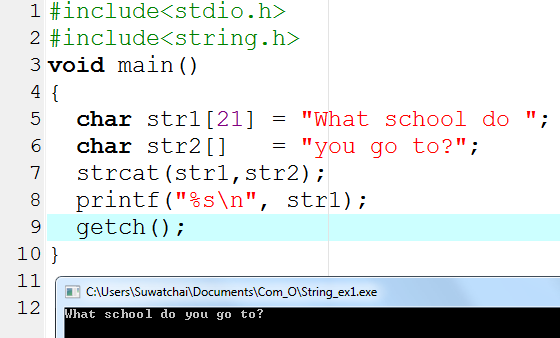 1 #include<stdio.h>
2 #include<string.h>
3 void main()
4 {
5 char str1[21] = "What school do ";
6 char str2[] = "you go to?";
7 strcat(str1,str2);
8 printf("%s\n", str1);
9 getch();
10 }
11
C:\Users\Suwatchai\Documents\Com_O\String_ex1.exe
12
What school do you go to?